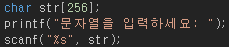 char str[256];
printf("문자열을 입력하세요: ");
scanf("%s", str);